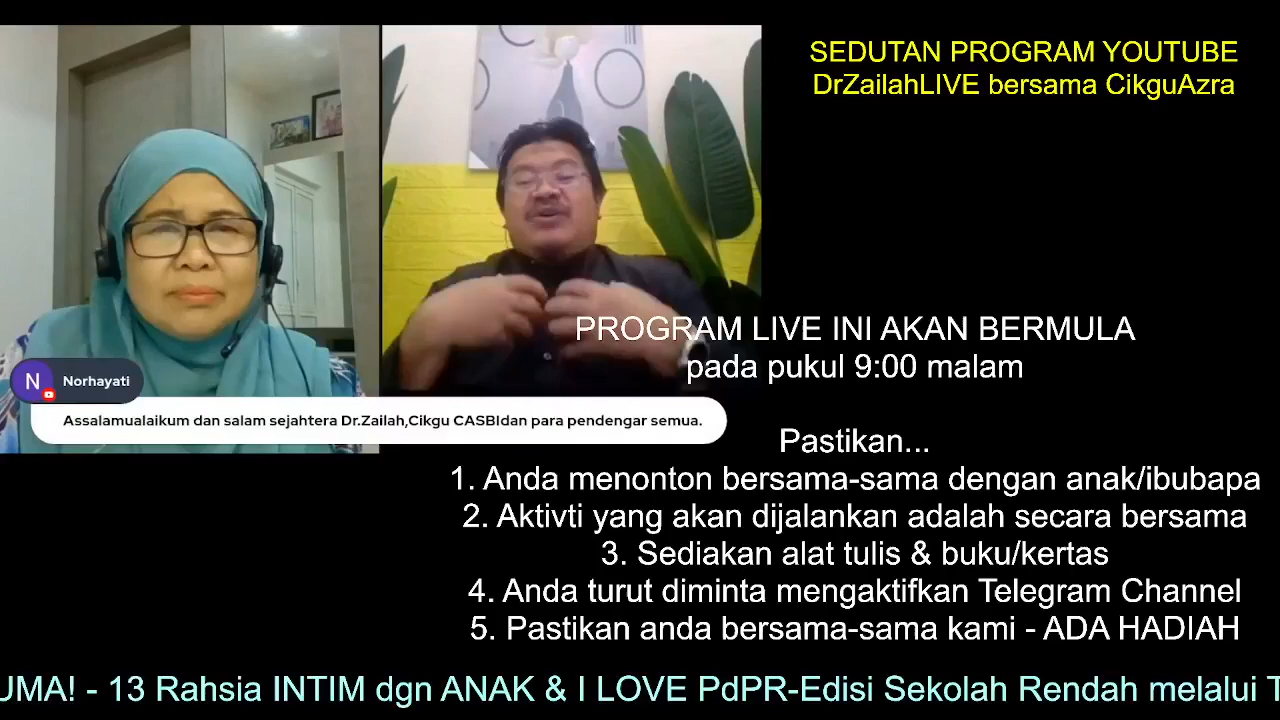 SEDUTAN PROGRAM YOUTUBE
DrZailahLIVE bersama CikguAzra
PROGRAM LIVE INI AKAN BERMULA
pada pukul 9:00 malam
N Norhayati
Assalamualaikum dan salam sejahtera Dr.Zailah,Cikgu CASBIdan para pendengar semua.
Pastikan...
1. Anda menonton bersama-sama dengan anak/ibubapa
2. Aktivti yang akan dijalankan adalah secara bersama
3. Sediakan alat tulis & buku/kertas
4. Anda turut diminta mengaktifkan Telegram Channel
5. Pastikan anda bersama-sama kami - ADA HADIAH
UMA! - 13 Rahsia INTIM dgn ANAK & I LOVE PdPR-Edisi Sekolah Rendah melalui T